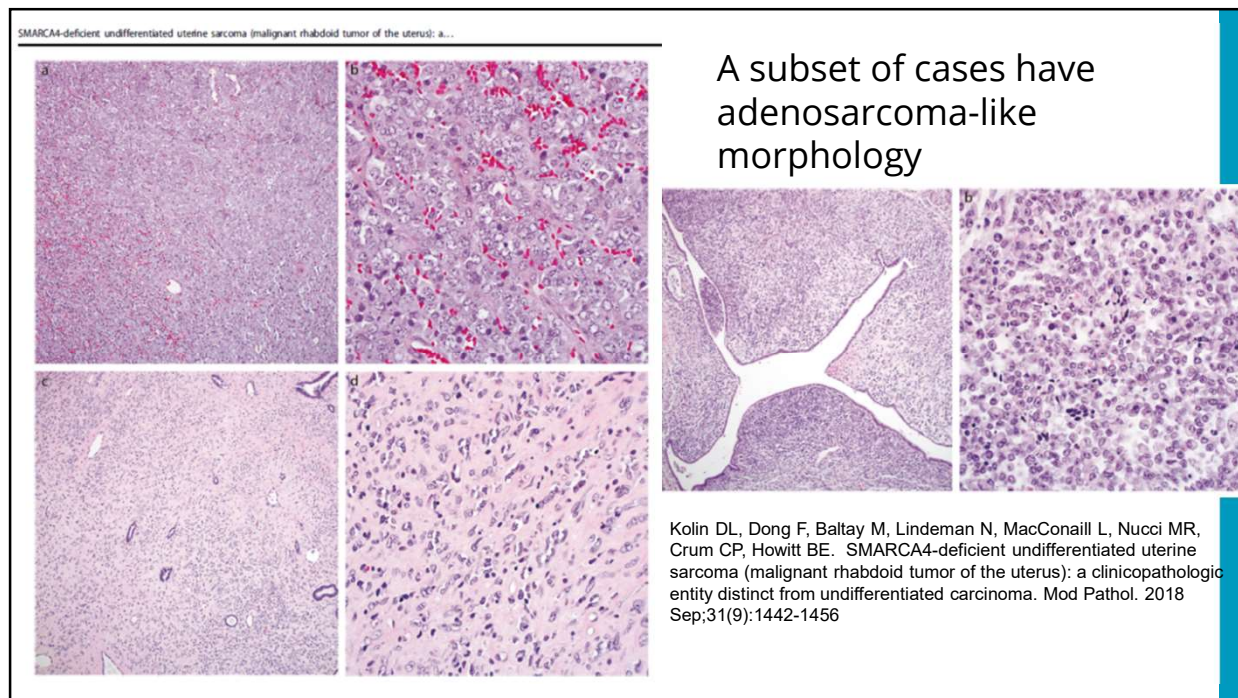 SMARCA4-deficient undifferentiated uterine sarcoma (malignant rhabdoid tumor of the uterus): a...
a
b
c
d
A subset of cases have
adenosarcoma-like
morphology
b
Kolin DL, Dong F, Baltay M, Lindeman N, MacConaill L, Nucci MR,
Crum CP, Howitt BE. SMARCA4-deficient undifferentiated uterine
sarcoma (malignant rhabdoid tumor of the uterus): a clinicopathologic
entity distinct from undifferentiated carcinoma. Mod Pathol. 2018
Sep;31(9):1442-1456